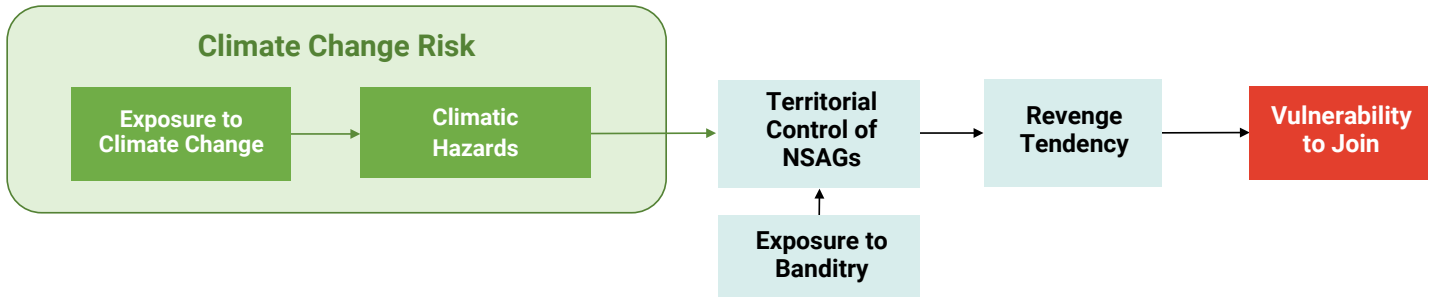 Climate Change Risk
Exposure to
Climate Change
Climatic
Hazards
Territorial
Control of
NSAGs
Revenge
Tendency
Vulnerability
to Join
Exposure to
Banditry